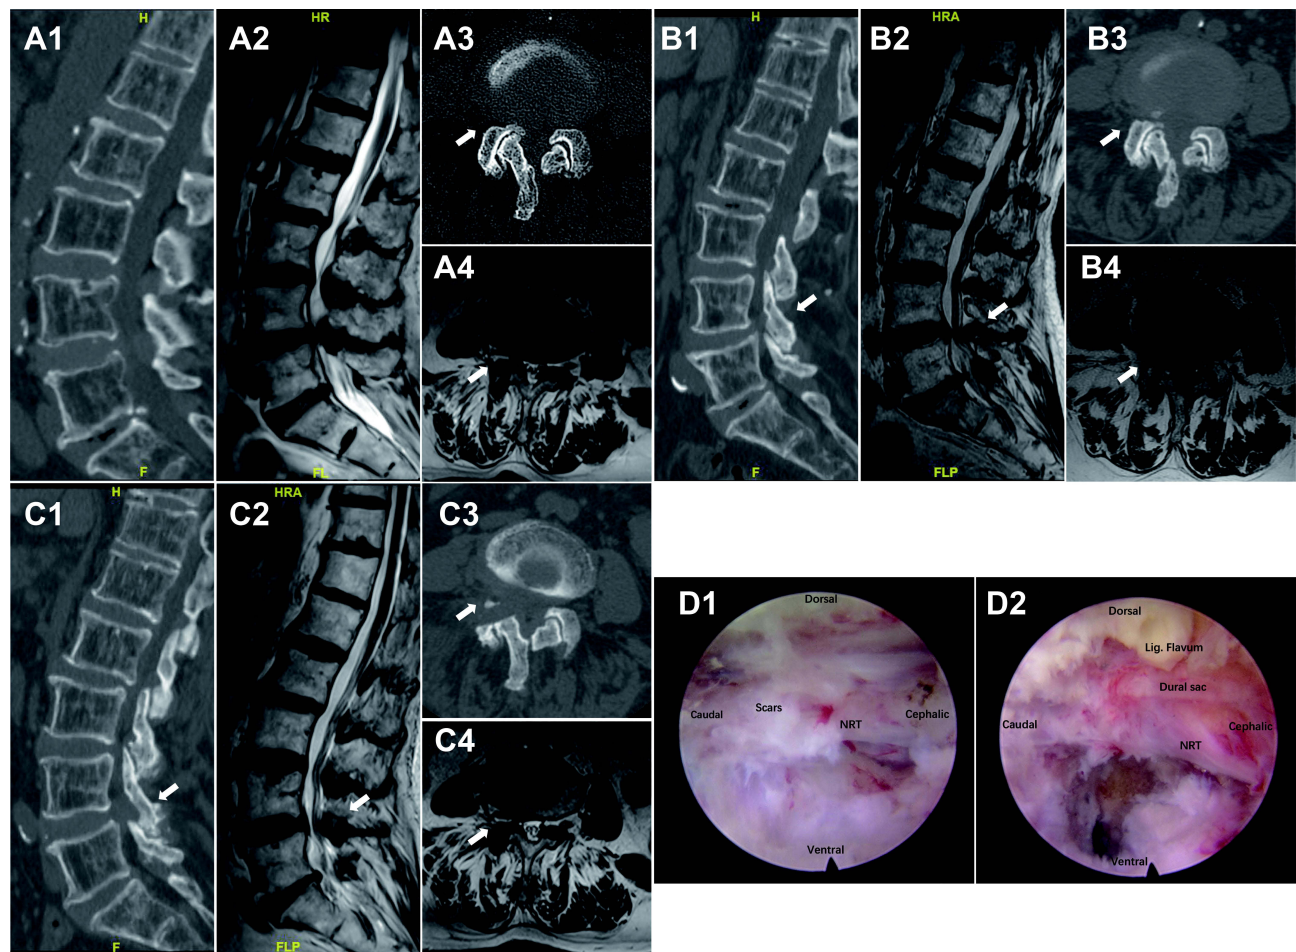 A1
H
F
A2
HR
FL
A3
A4
B1
H
F
B2
HRA
FLP
B3
B4
C1
H
F
C2
HRA
FLP
C3
C4
D1
Dorsal
Caudal
Scars
NRT
Cephalic
Ventral
D2
Dorsal
Lig. Flavum
Dural sac
Caudal
Cephalic
NRT
Ventral